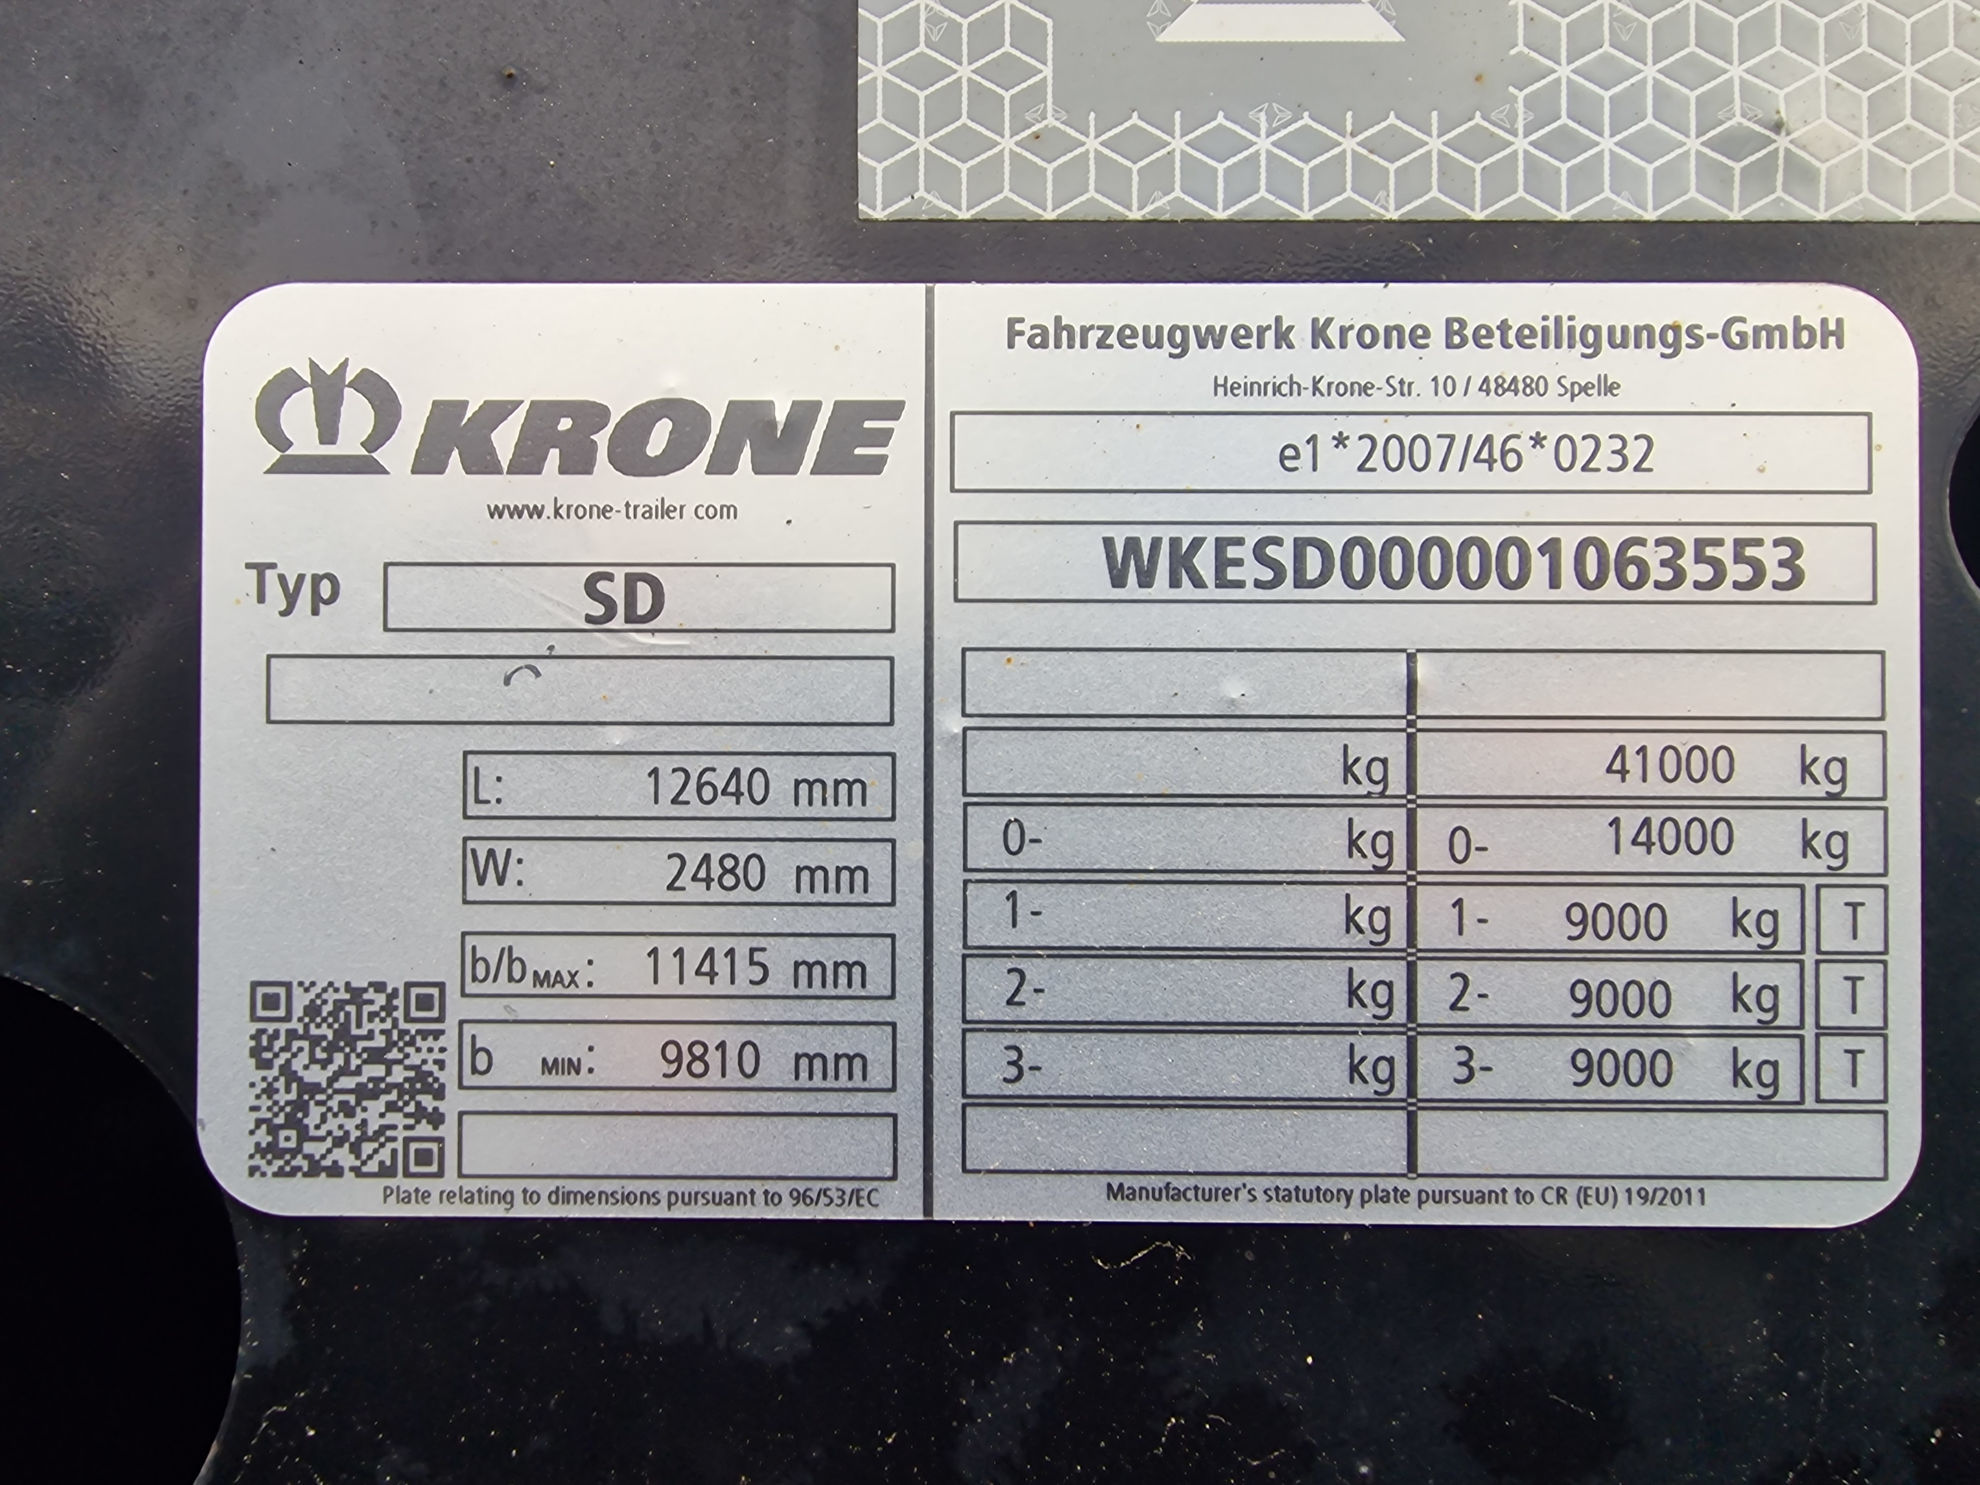 KRONE
www.krone-trailer com
Typ SD
L: 12640 mm
W: 2480 mm
b/b MAX: 11415 mm
b MIN: 9810 mm
Plate relating to dimensions pursuant to 96/53/EC
Fahrzeugwerk Krone Beteiligungs-GmbH
Heinrich-Krone-Str. 10 / 48480 Spelle
e1*2007/46*0232
WKESD000001063553
kg 41000 kg
0- kg 0- 14000 kg
1- kg 1- 9000 kg T
2- kg 2- 9000 kg T
3- kg 3- 9000 kg T
Manufacturer's statutory plate pursuant to CR (EU) 19/2011